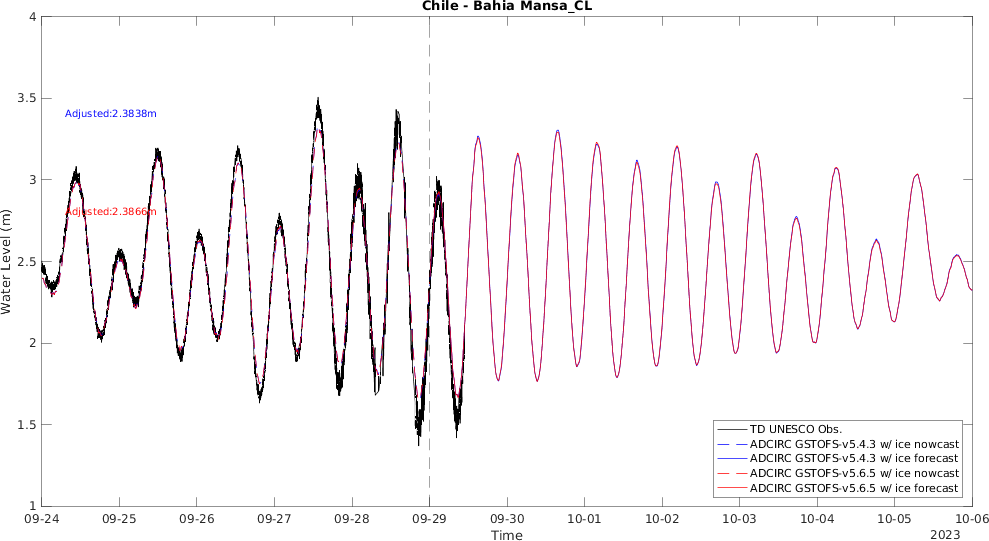 Chile - Bahia Mansa_CL
4
3.5
3
2.5
2
1.5
1
Water Level (m)
Adjusted:2.3838m
Adjusted:2.3866m
TD UNESCO Obs.
ADCIRC GSTOFS-v5.4.3 w/ ice nowcast
ADCIRC GSTOFS-v5.4.3 w/ ice forecast
ADCIRC GSTOFS-v5.6.5 w/ ice nowcast
ADCIRC GSTOFS-v5.6.5 w/ ice forecast
09-24 09-25 09-26 09-27 09-28 09-29 09-30 10-01 10-02 10-03 10-04 10-05 10-06
Time
2023